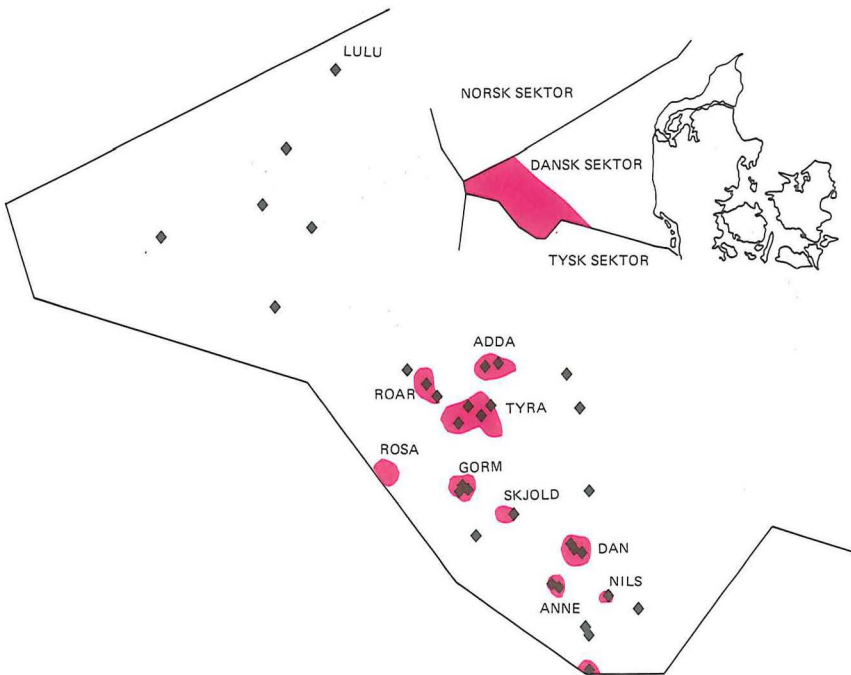 LULU
NORSK SEKTOR
DANSK SEKTOR
TYSK SEKTOR
ADDA
ROAR
TYRA
ROSA
GORM
SKJOLD
DAN
NILS
ANNE